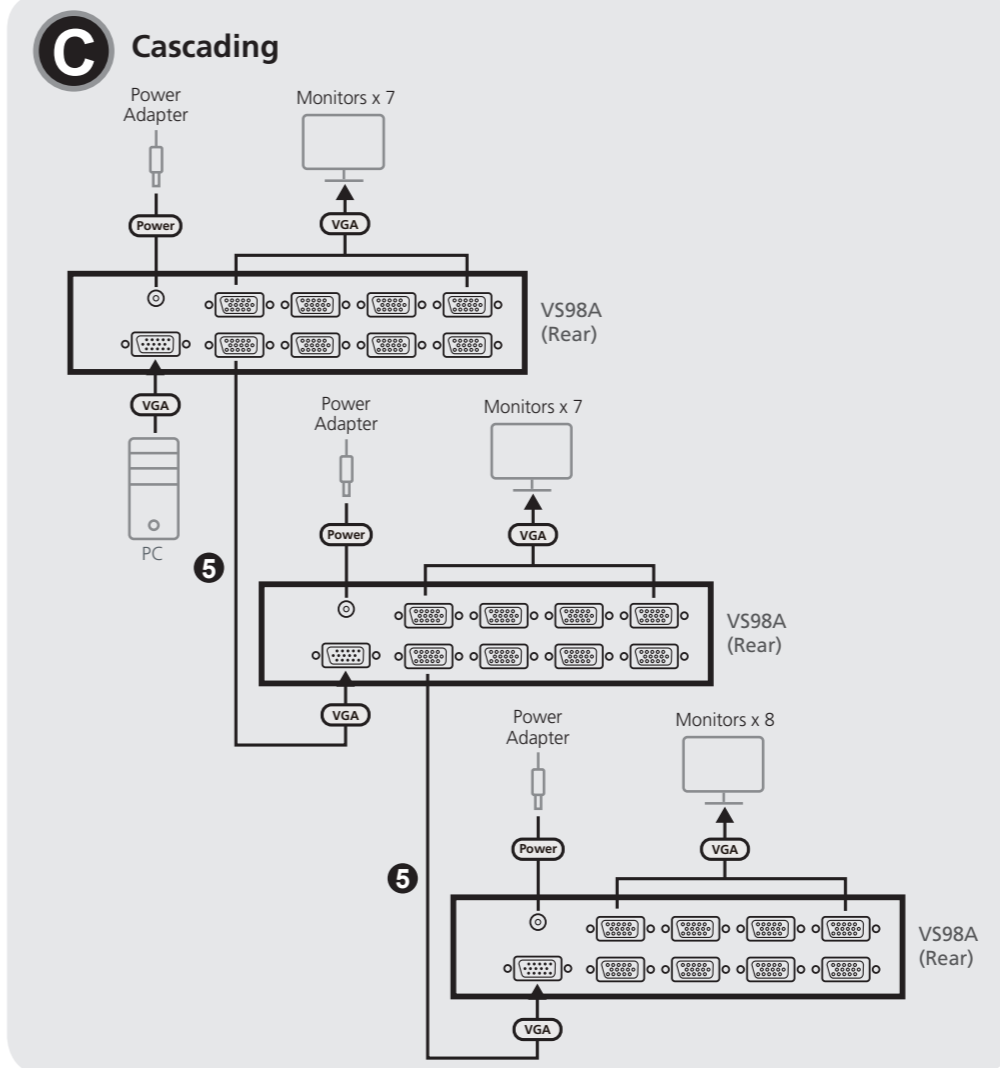 C Cascading
Power
Adapter
Monitors x 7
Power
VGA
VS98A
(Rear)
VGA
PC
Power
Adapter
Monitors x 7
Power
VGA
5
VS98A
(Rear)
VGA
Power
Adapter
Monitors x 8
Power
VGA
5
VS98A
(Rear)
VGA